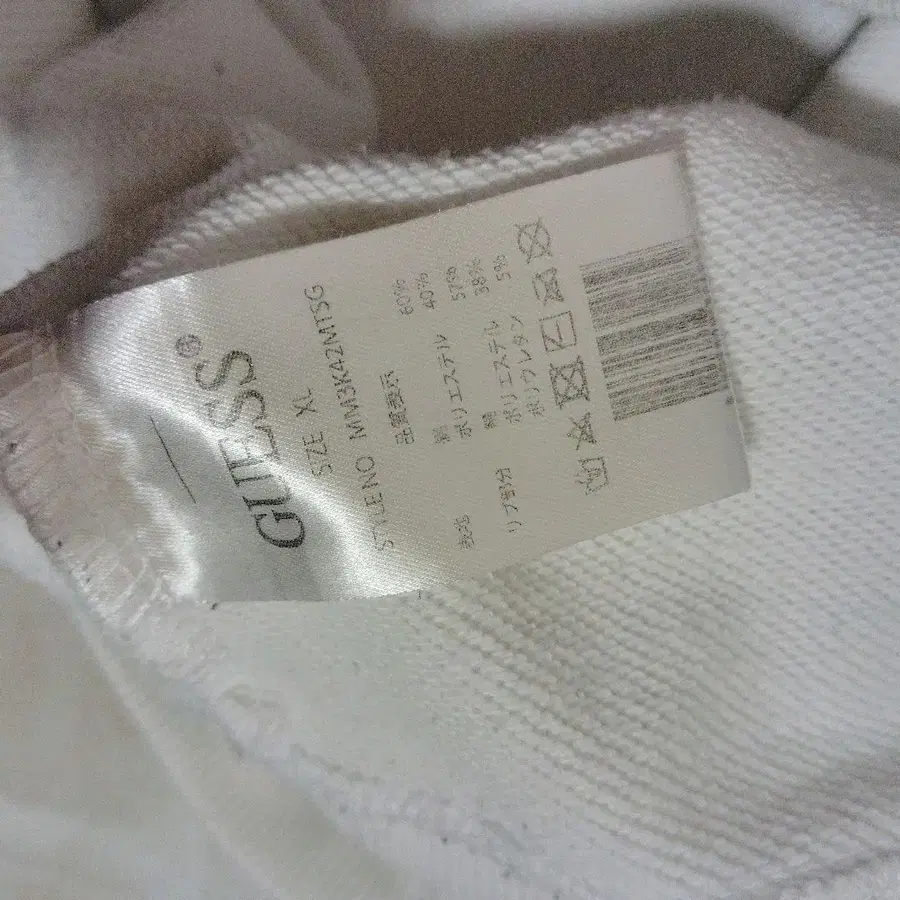 GUESS®
SIZE XL
STYLE NO MM3K42MTSG
品質表示
表地 綿 60%
ポリエステル 40%
リブ部分 綿 57%
ポリエステル 38%
ポリウレタン 5%